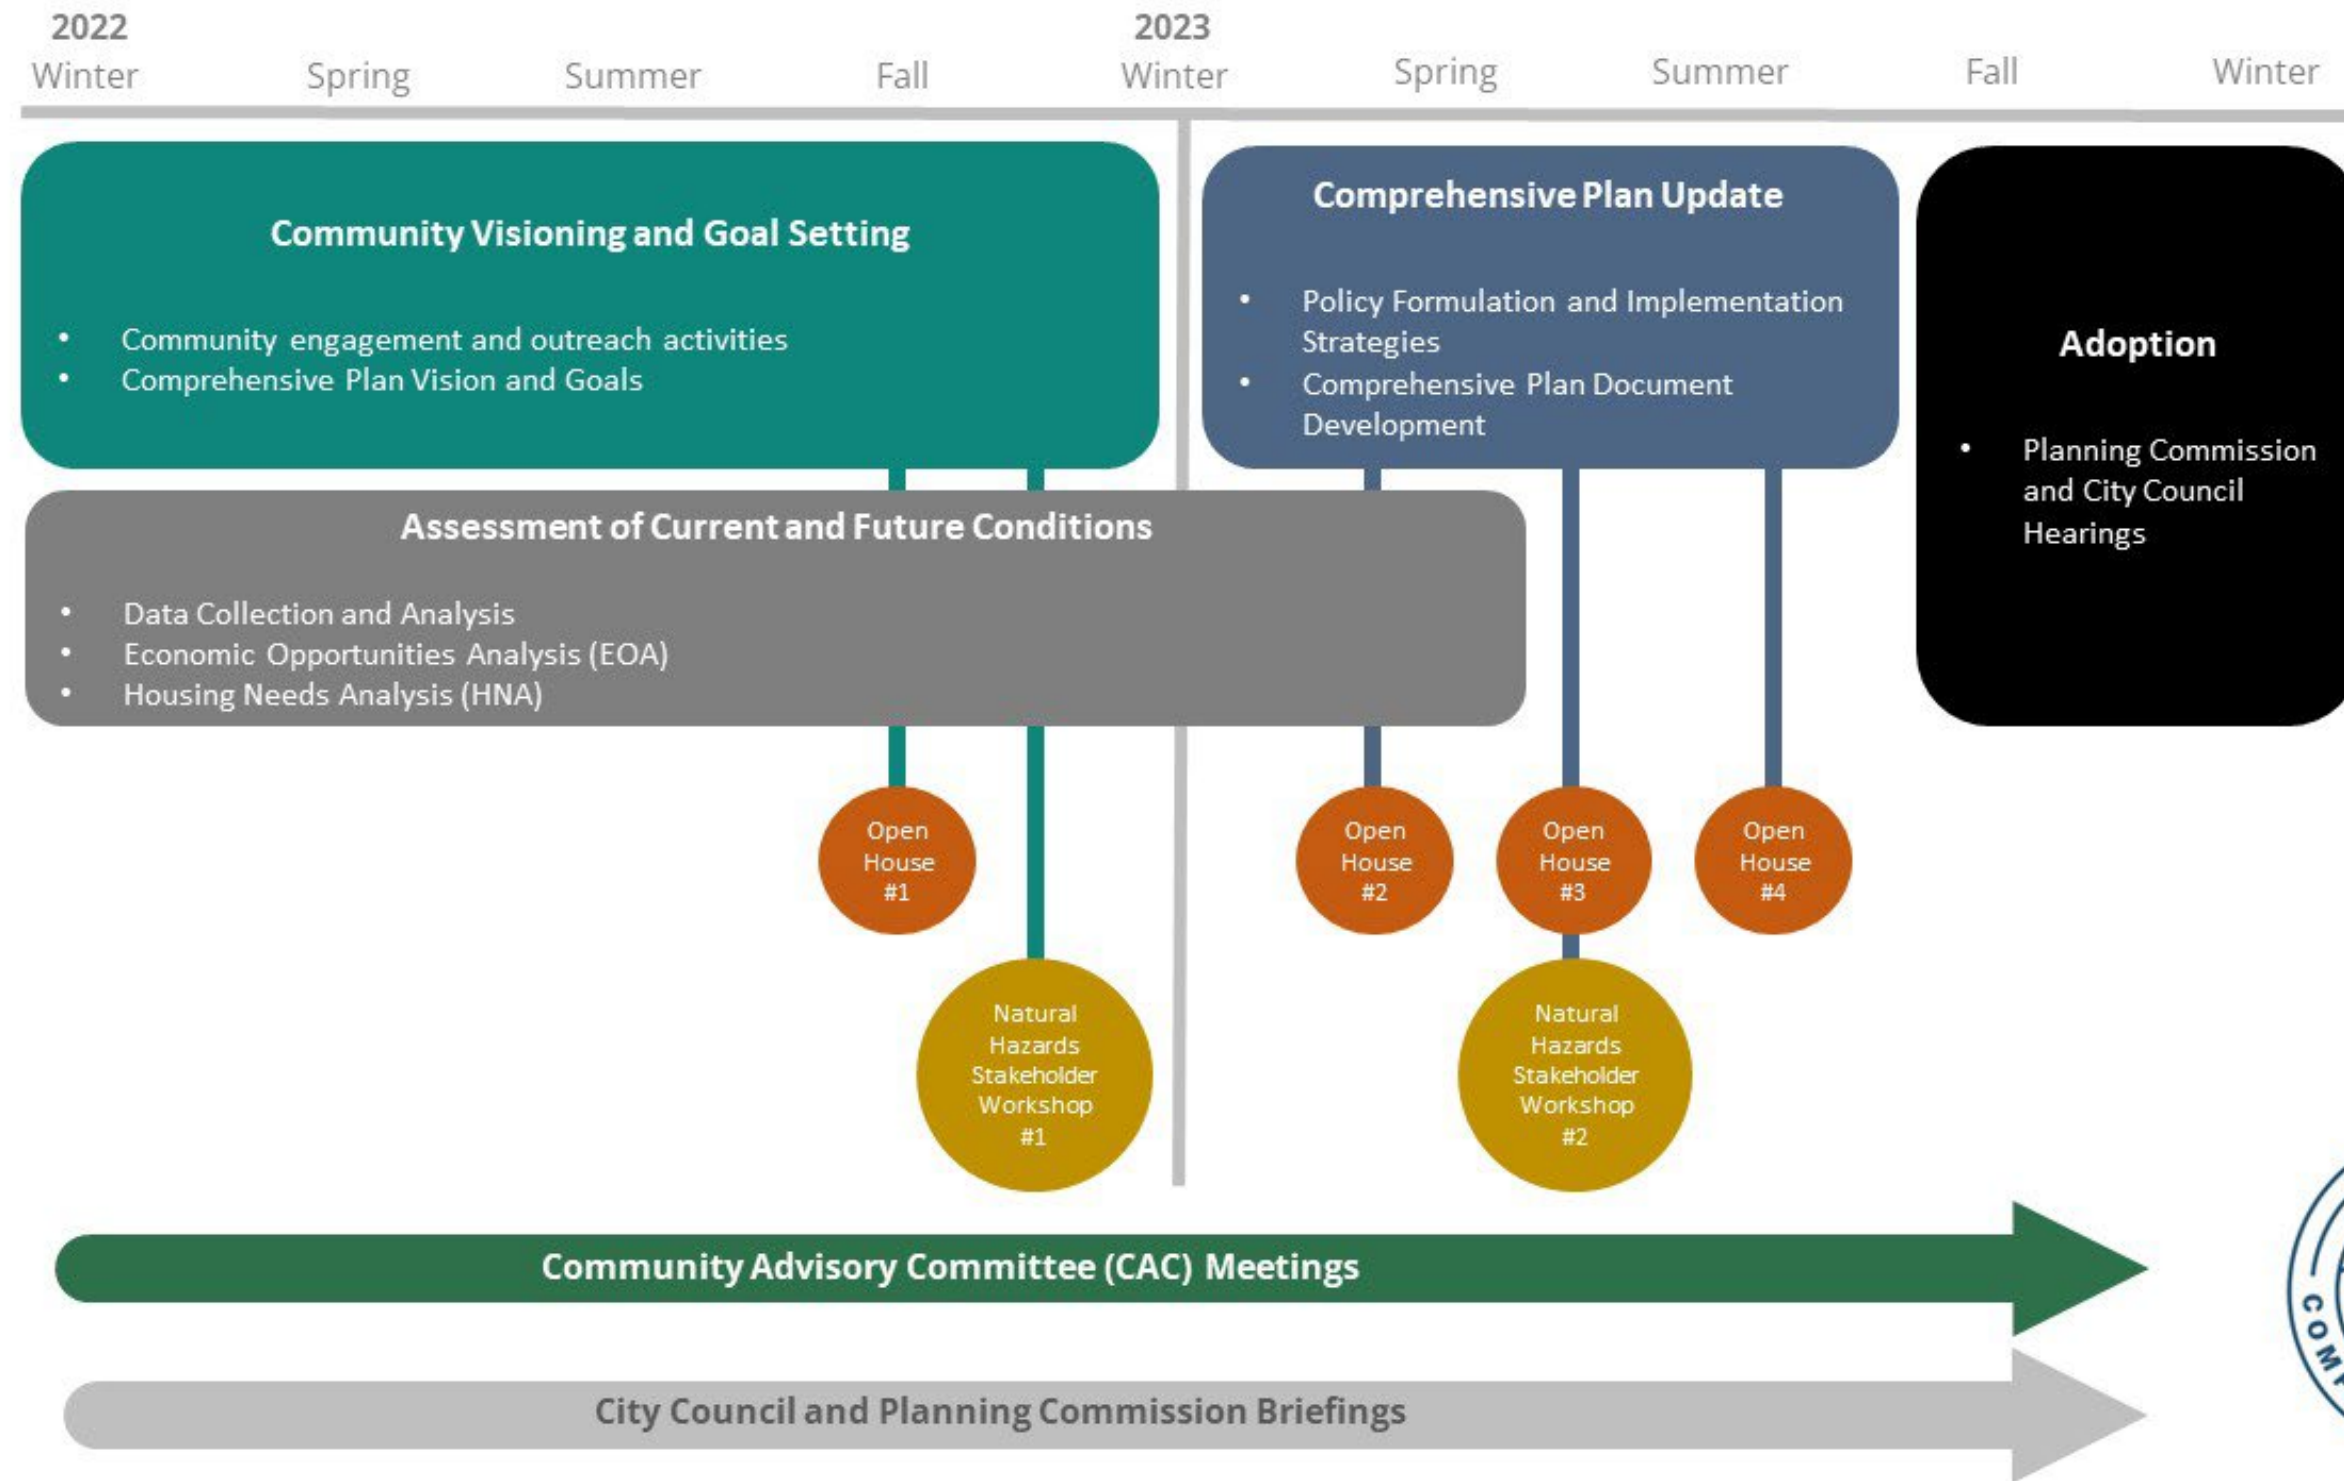 2022
2023
Winter Spring Summer Fall Winter Spring Summer Fall Winter
Community Visioning and Goal Setting
• Community engagement and outreach activities
• Comprehensive Plan Vision and Goals
Comprehensive Plan Update
• Policy Formulation and Implementation
Strategies
• Comprehensive Plan Document
Development
Adoption
• Planning Commission
and City Council
Hearings
Assessment of Current and Future Conditions
• Data Collection and Analysis
• Economic Opportunities Analysis (EOA)
• Housing Needs Analysis (HNA)
Open
House
#1
Open
House
#2
Open
House
#3
Open
House
#4
Natural
Hazards
Stakeholder
Workshop
#1
Natural
Hazards
Stakeholder
Workshop
#2
Community Advisory Committee (CAC) Meetings
City Council and Planning Commission Briefings